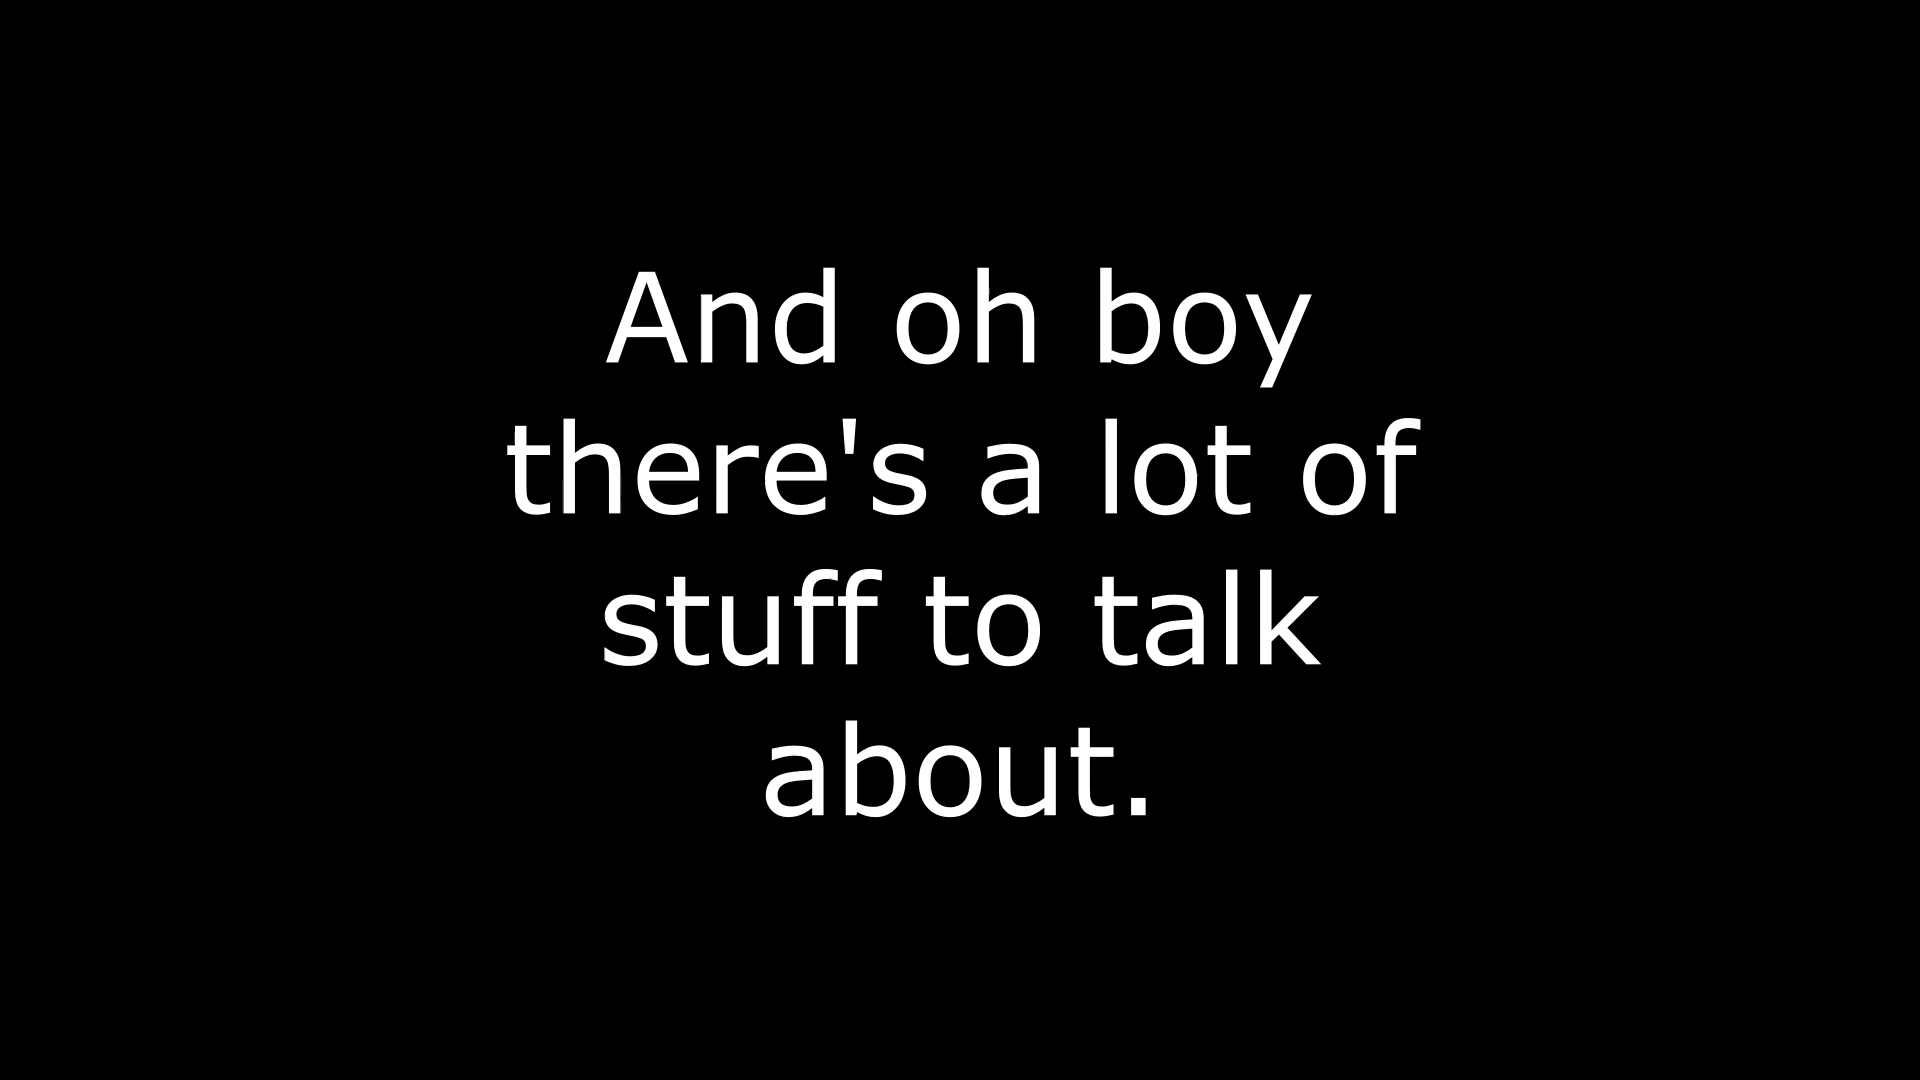 And oh boy
there's a lot of
stuff to talk
about.